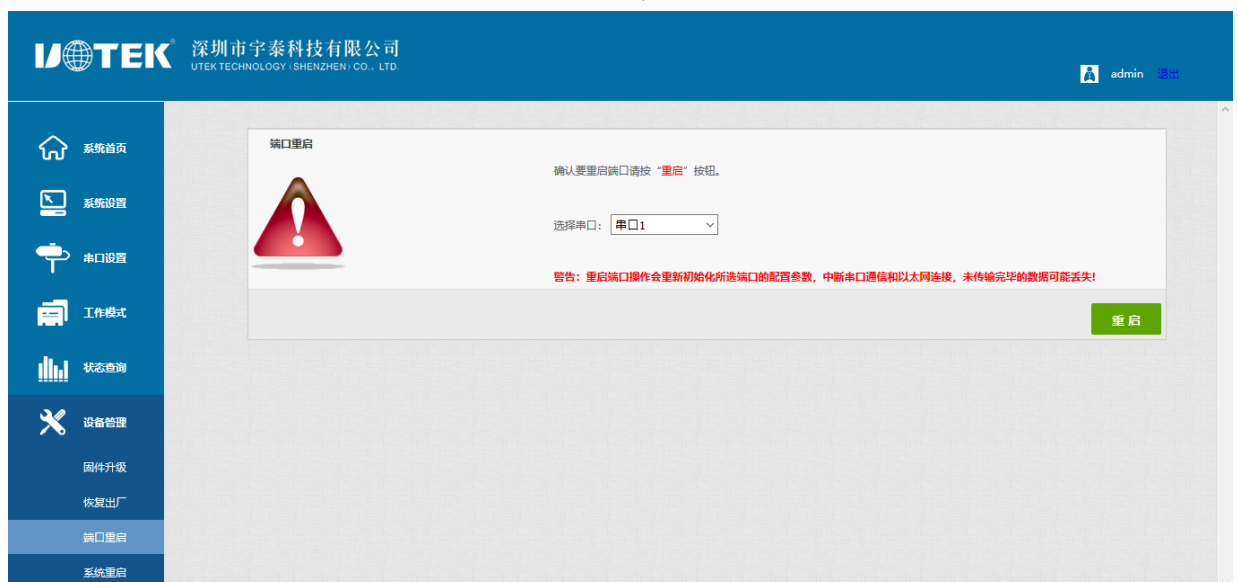 UOTEK® 深圳市宇泰科技有限公司
UTEK TECHNOLOGY (SHENZHEN) CO., LTD.
admin 退出
系统首页
系统设置
串口设置
工作模式
状态查询
设备管理
固件升级
恢复出厂
端口重启
系统重启
端口重启
确认要重启端口请按“重启”按钮。
选择串口: 串口1
警告：重启端口操作会重新初始化所选端口的配置参数，中断串口通信和以太网连接，未传输完毕的数据可能丢失!
重启